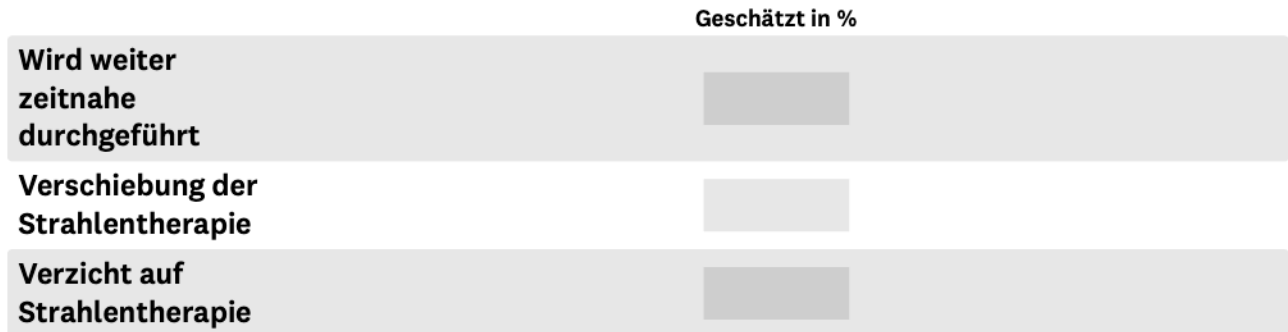 Geschätzt in %
Wird weiter
zeitnahe
durchgeführt
Verschiebung der
Strahlentherapie
Verzicht auf
Strahlentherapie